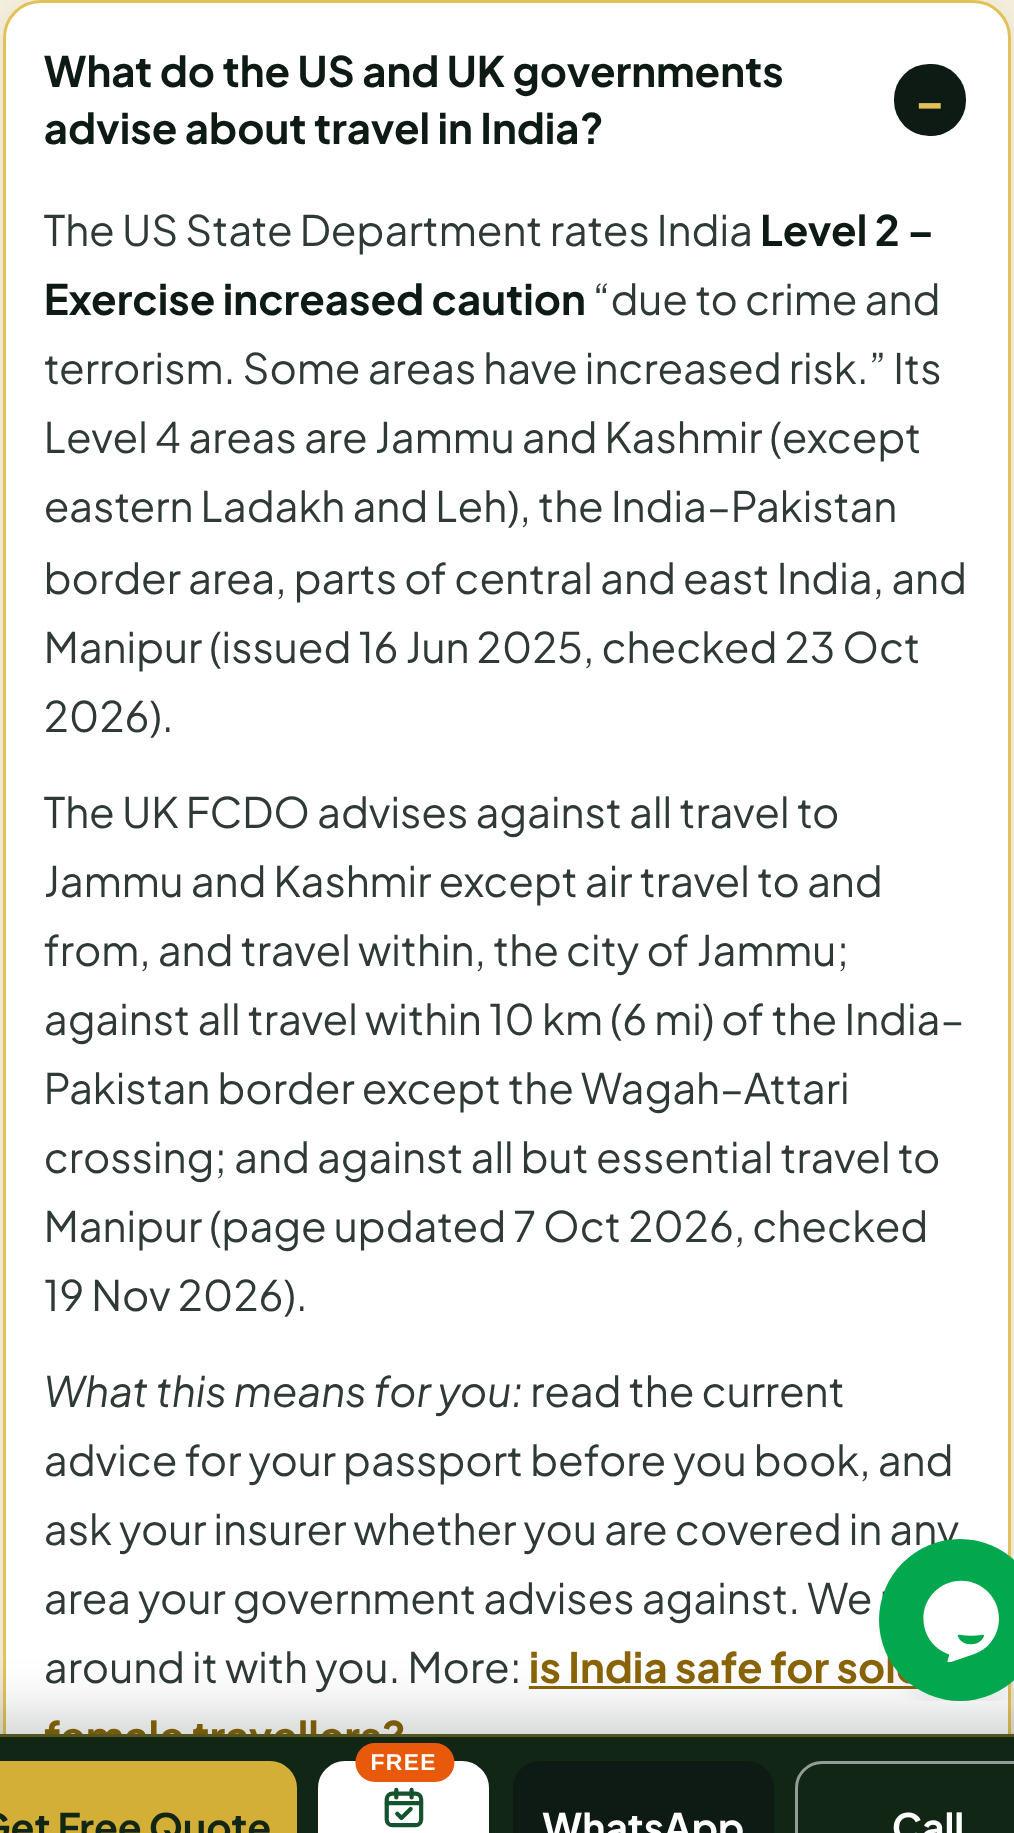 What do the US and UK governments
advise about travel in India?
–
The US State Department rates India Level 2 –
Exercise increased caution “due to crime and
terrorism. Some areas have increased risk.” Its
Level 4 areas are Jammu and Kashmir (except
eastern Ladakh and Leh), the India–Pakistan
border area, parts of central and east India, and
Manipur (issued 16 Jun 2025, checked 23 Oct
2026).
The UK FCDO advises against all travel to
Jammu and Kashmir except air travel to and
from, and travel within, the city of Jammu;
against all travel within 10 km (6 mi) of the India–
Pakistan border except the Wagah–Attari
crossing; and against all but essential travel to
Manipur (page updated 7 Oct 2026, checked
19 Nov 2026).
What this means for you: read the current
advice for your passport before you book, and
ask your insurer whether you are covered in any
area your government advises against. We
around it with you. More: is India safe for solo
female travellers?
FREE
Get Free Quote
WhatsApp
Call